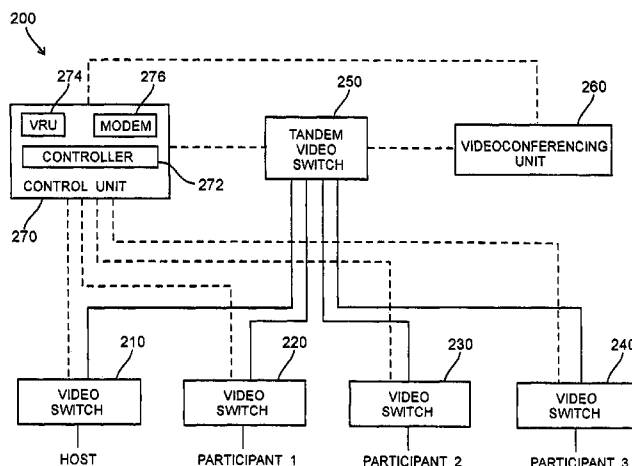 200
274
276
250
260
VRU
MODEM
CONTROLLER
CONTROL UNIT
272
270
TANDEM
VIDEO
SWITCH
VIDEOCONFERENCING
UNIT
210
220
230
240
VIDEO
SWITCH
VIDEO
SWITCH
VIDEO
SWITCH
VIDEO
SWITCH
HOST
PARTICIPANT 1
PARTICIPANT 2
PARTICIPANT 3